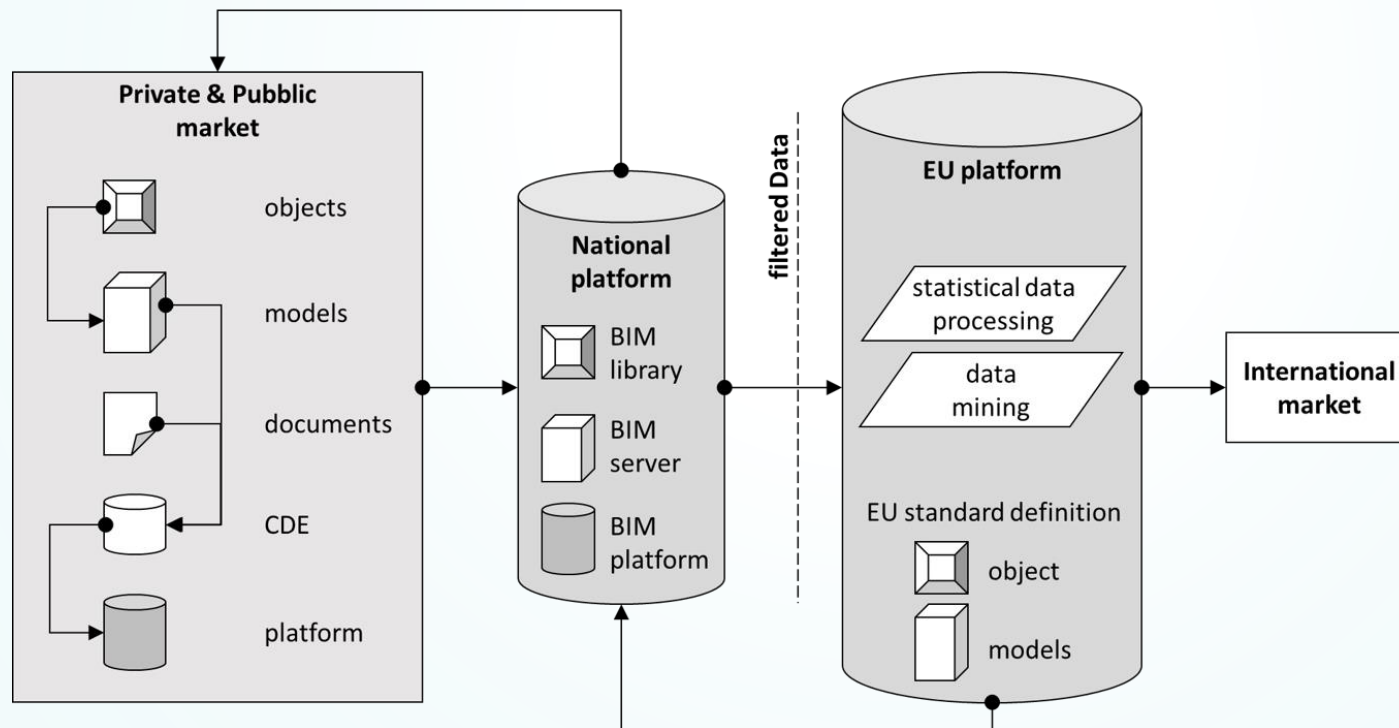 Private & Pubblic
market
objects
models
documents
CDE
platform
National
platform
BIM
library
BIM
server
BIM
platform
filtered Data
EU platform
statistical data
processing
data
mining
EU standard definition
object
models
International
market